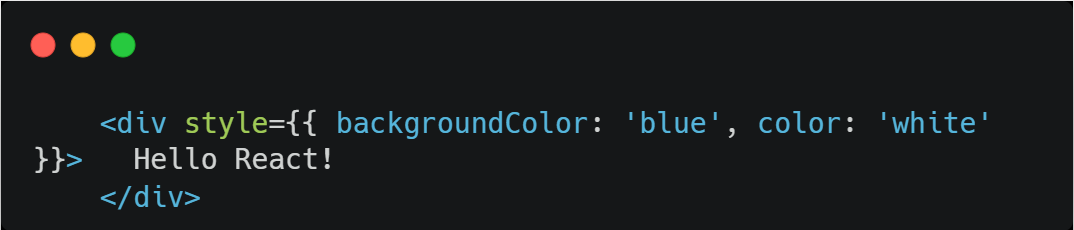 <div style={{ backgroundColor: 'blue', color: 'white'
}}>   Hello React!
</div>